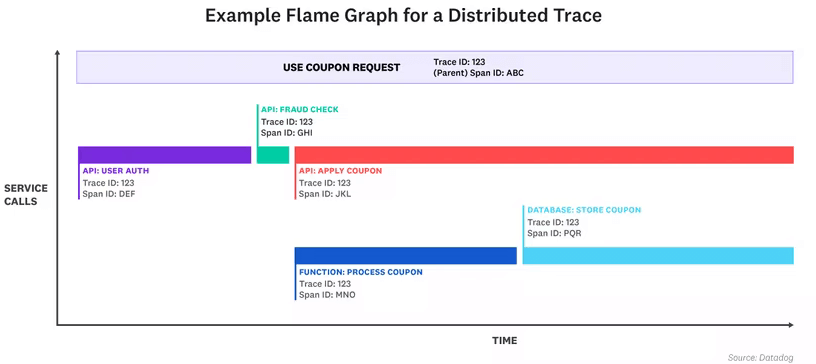 Example Flame Graph for a Distributed Trace
USE COUPON REQUEST
Trace ID: 123
(Parent) Span ID: ABC
API: FRAUD CHECK
Trace ID: 123
Span ID: GHI
API: USER AUTH
Trace ID: 123
Span ID: DEF
API: APPLY COUPON
Trace ID: 123
Span ID: JKL
SERVICE
CALLS
DATABASE: STORE COUPON
Trace ID: 123
Span ID: PQR
FUNCTION: PROCESS COUPON
Trace ID: 123
Span ID: MNO
TIME
Source: Datadog